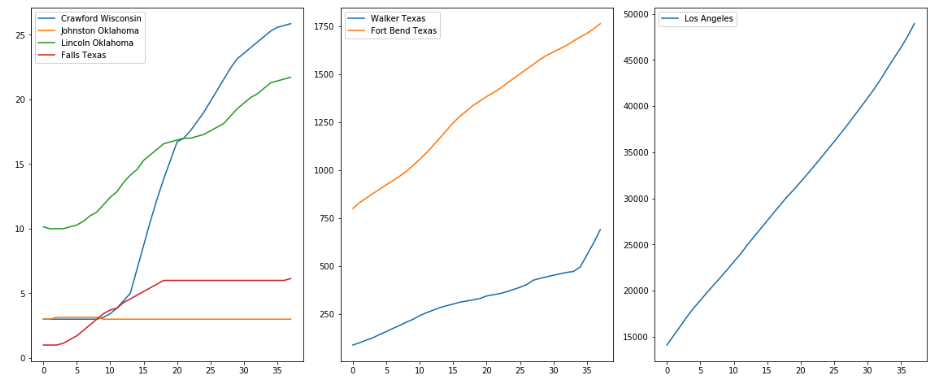 Crawford Wisconsin
Johnston Oklahoma
Lincoln Oklahoma
Falls Texas
25
20
15
10
5
0
0 5 10 15 20 25 30 35
Walker Texas
Fort Bend Texas
1750
1500
1250
1000
750
500
250
0 5 10 15 20 25 30 35
Los Angeles
50000
45000
40000
35000
30000
25000
20000
15000
0 5 10 15 20 25 30 35